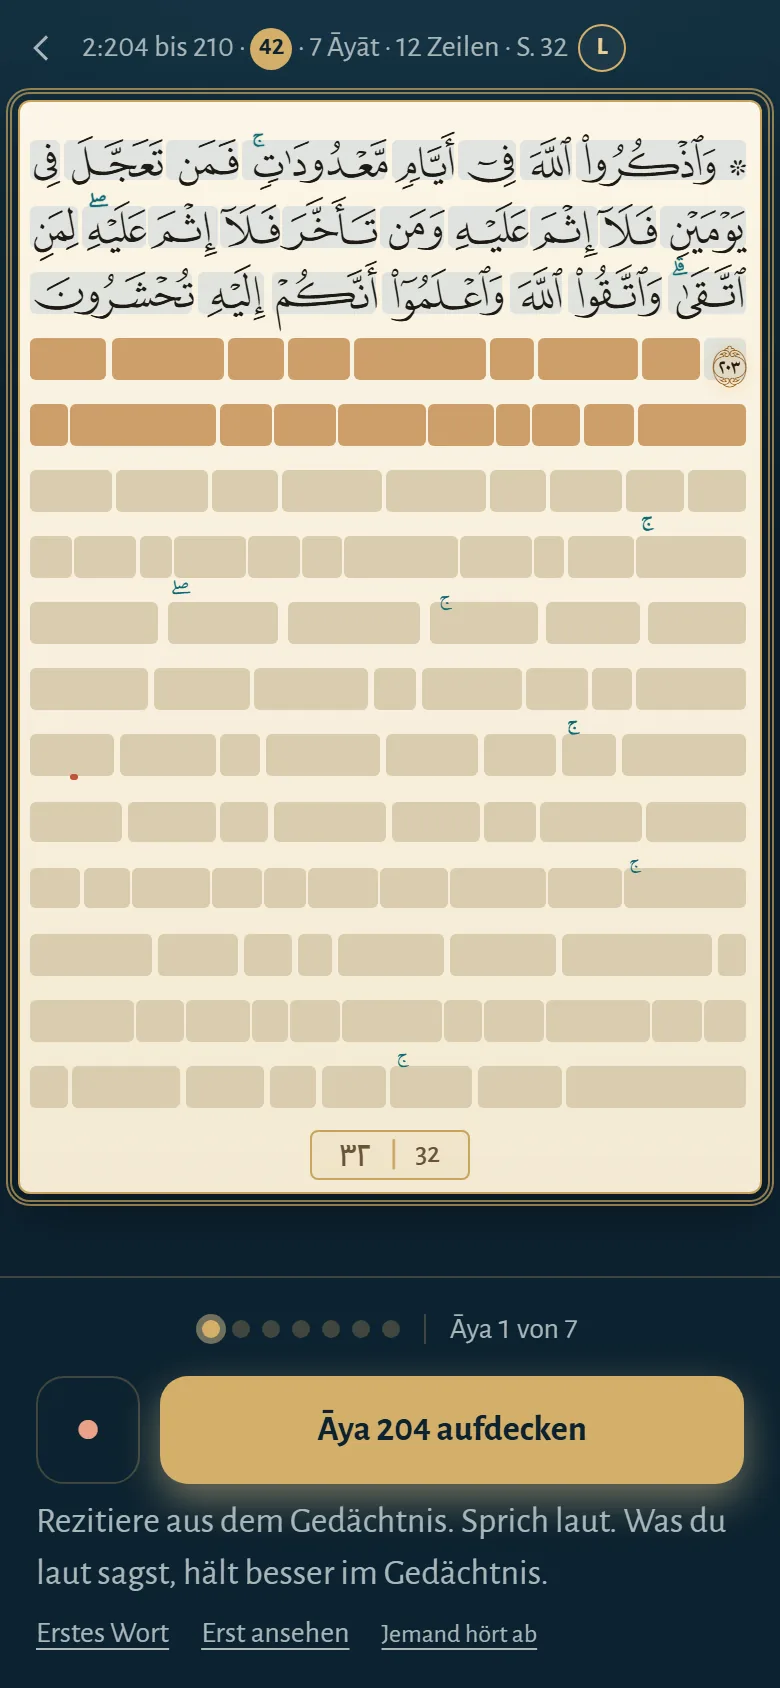 2:204 bis 210 · 42 · 7 Āyāt · 12 Zeilen · S. 32 L
۞ وَٱذۡكُرُواْ ٱللَّهَ فِيٓ أَيَّامٖ مَّعۡدُودَٰتٖۚ فَمَن تَعَجَّلَ فِي
يَوۡمَيۡنِ فَلَآ إِثۡمَ عَلَيۡهِ وَمَن تَأَخَّرَ فَلَآ إِثۡمَ عَلَيۡهِۖ لِمَنِ
ٱتَّقَىٰۗ وَٱتَّقُواْ ٱللَّهَ وَٱعۡلَمُوٓاْ أَنَّكُمۡ إِلَيۡهِ تُحۡشَرُونَ
٢٠٣
ج
صلے
ج
ج
ج
ج
٣٢ | 32
Āya 1 von 7
Āya 204 aufdecken
Rezitiere aus dem Gedächtnis. Sprich laut. Was du
laut sagst, hält besser im Gedächtnis.
Erstes Wort Erst ansehen Jemand hört ab